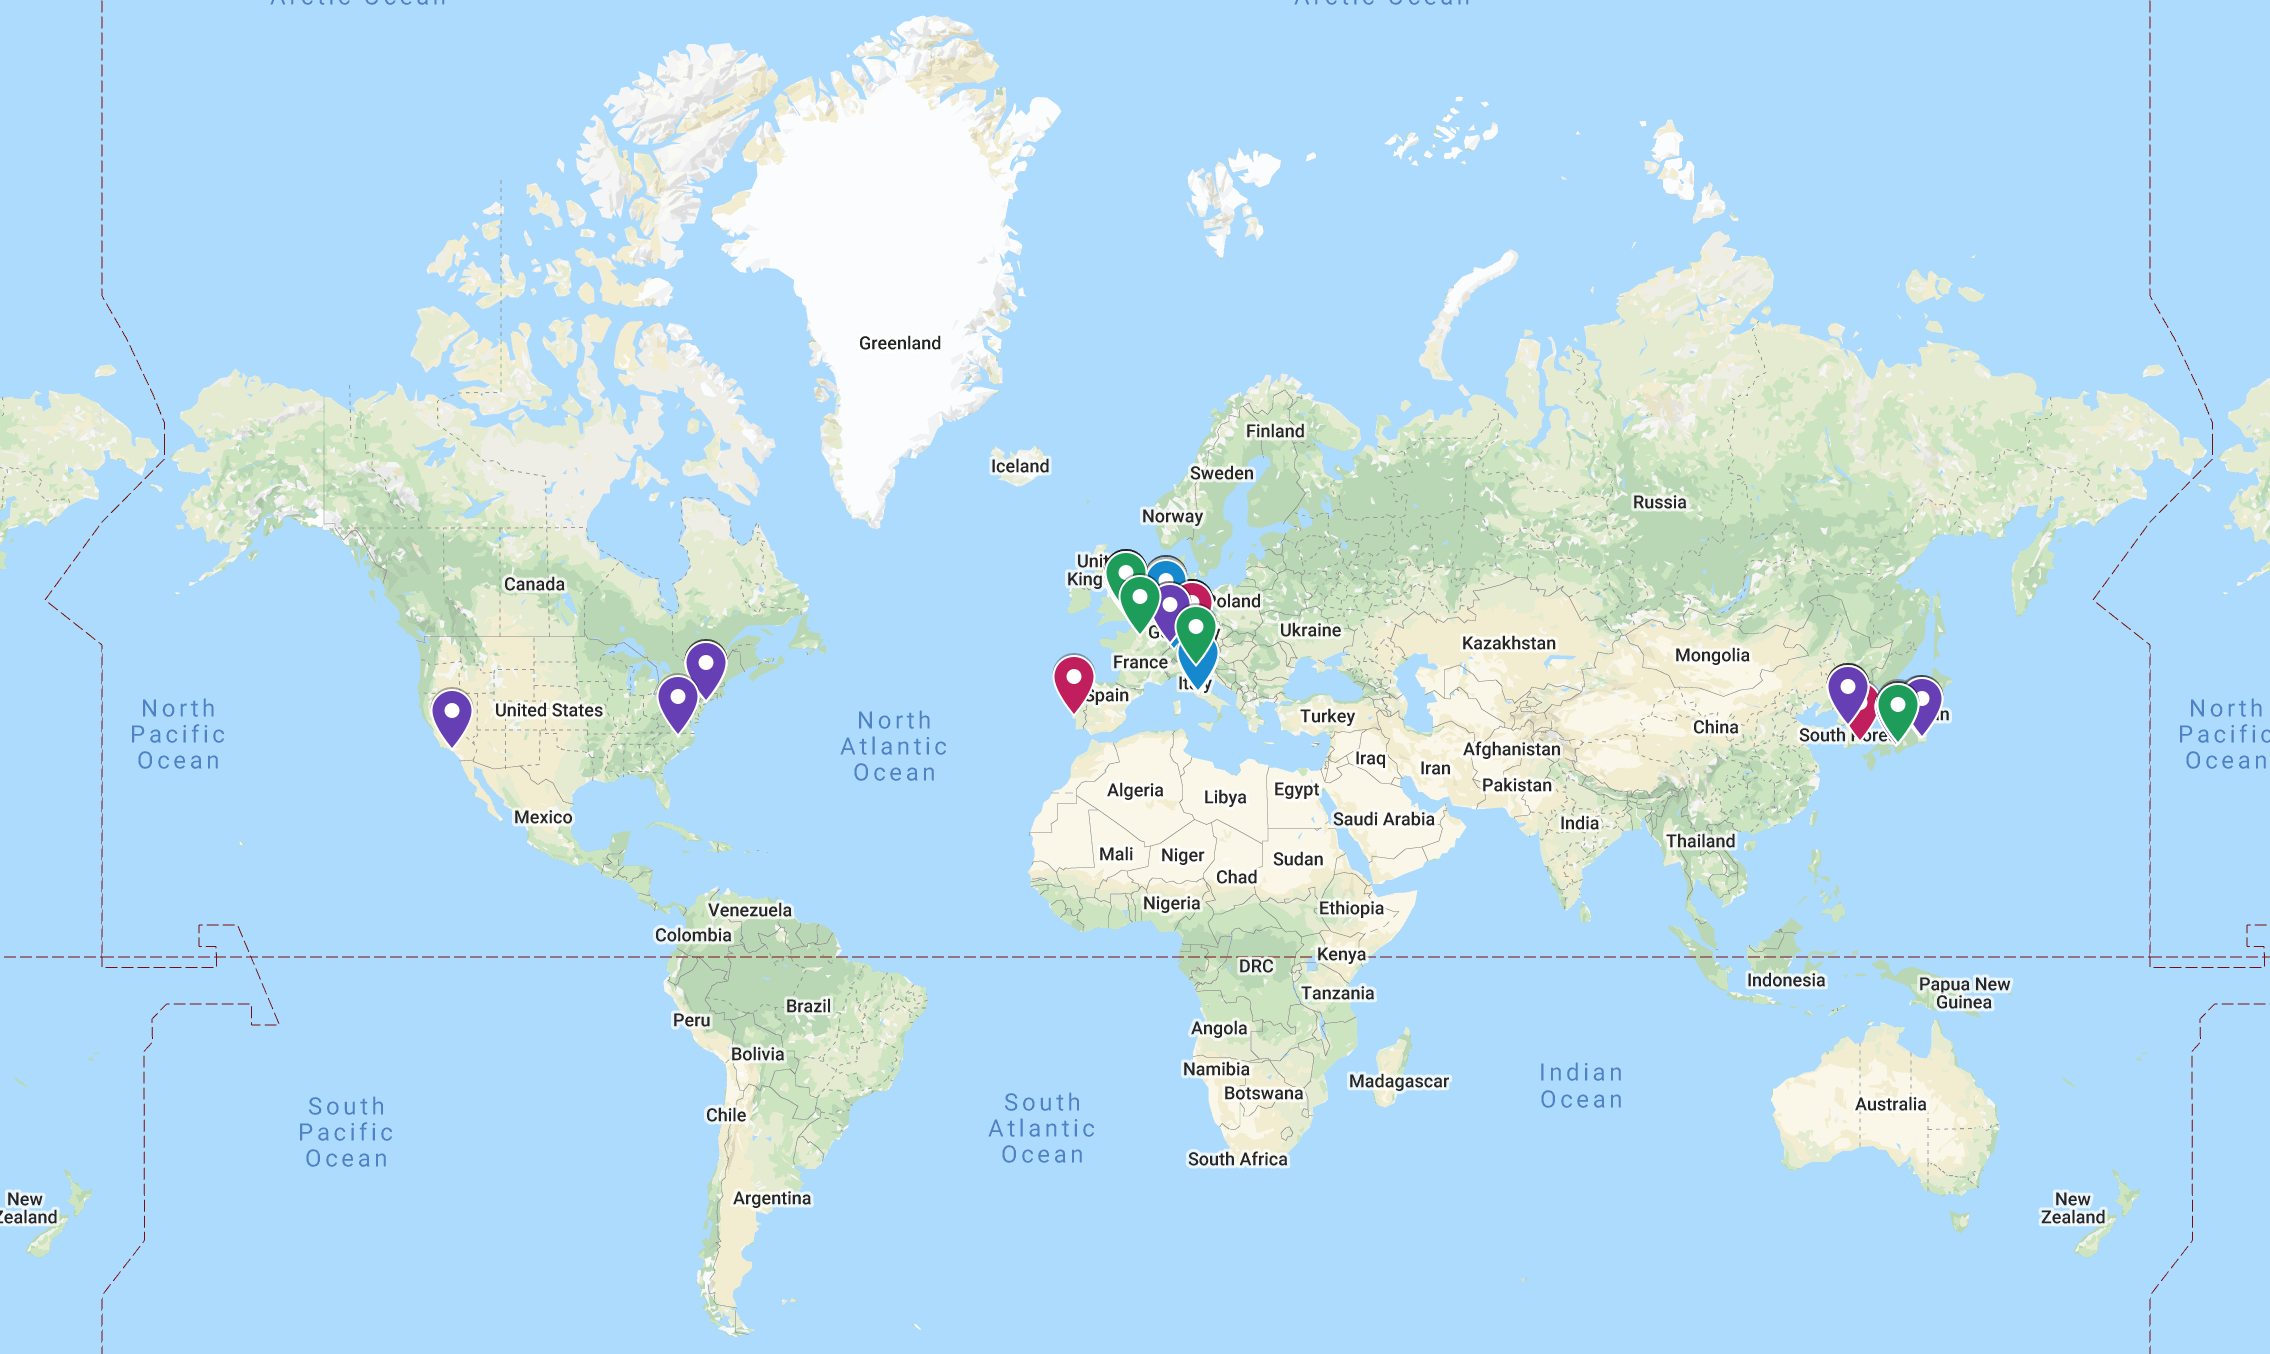 Arctic Ocean
Arctic Ocean
Greenland
Finland
Iceland
Sweden
Russia
Norway
Unit
King
Canada
Poland
Ukraine
Kazakhstan
Mongolia
France
Italy
Spain
North
Pacific
Ocean
United States
North
Atlantic
Ocean
Turkey
China
South Kore
North
Pacific
Ocean
Afghanistan
Iraq
Iran
Pakistan
Algeria
Libya
Egypt
Saudi Arabia
India
Mexico
Thailand
Mali
Niger
Sudan
Chad
Nigeria
Ethiopia
Venezuela
Colombia
Kenya
DRC
Indonesia
Papua New
Guinea
Tanzania
Brazil
Peru
Angola
Bolivia
Namibia
Botswana
Madagascar
Indian
Ocean
Australia
Chile
South
Pacific
Ocean
South
Atlantic
Ocean
South Africa
Argentina
New
Zealand
New
Zealand